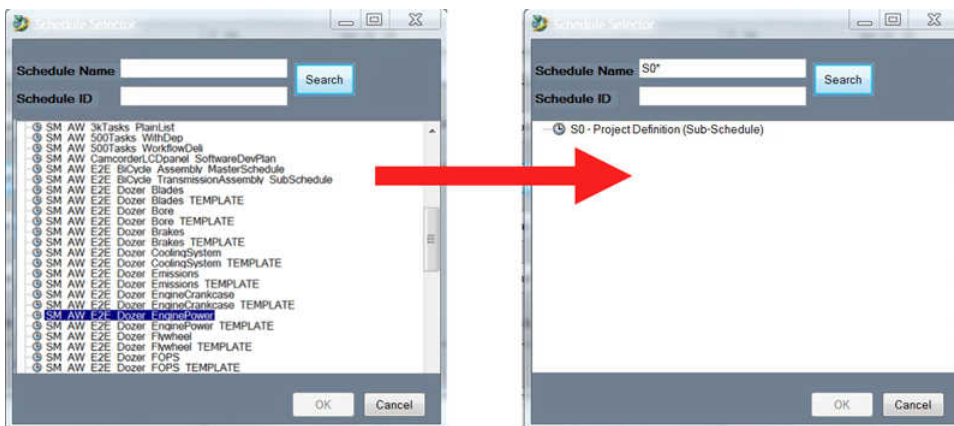 Schedule Selector
Schedule Name
Search
Schedule ID
SM AW 3kTasks PlainList
SM AW 500Tasks WithDep
SM AW 500Tasks WorkflowDeli
SM AW CamcorderLCDpanel SoftwareDevPlan
SM AW E2E BiCycle Assembly MasterSchedule
SM AW E2E BiCycle TransmissionAssembly SubSchedule
SM AW E2E Dozer Blades
SM AW E2E Dozer Blades TEMPLATE
SM AW E2E Dozer Bore
SM AW E2E Dozer Bore TEMPLATE
SM AW E2E Dozer Brakes
SM AW E2E Dozer Brakes TEMPLATE
SM AW E2E Dozer CoolingSystem
SM AW E2E Dozer CoolingSystem TEMPLATE
SM AW E2E Dozer Emissions
SM AW E2E Dozer Emissions TEMPLATE
SM AW E2E Dozer EngineCrankcase
SM AW E2E Dozer EngineCrankcase TEMPLATE
SM AW E2E Dozer EnginePower
SM AW E2E Dozer EnginePower TEMPLATE
SM AW E2E Dozer Flywheel
SM AW E2E Dozer Flywheel TEMPLATE
SM AW E2E Dozer FOPS
SM AW E2E Dozer FOPS TEMPLATE
OK Cancel
Schedule Selector
Schedule Name S0*
Search
Schedule ID
S0 - Project Definition (Sub-Schedule)
OK Cancel